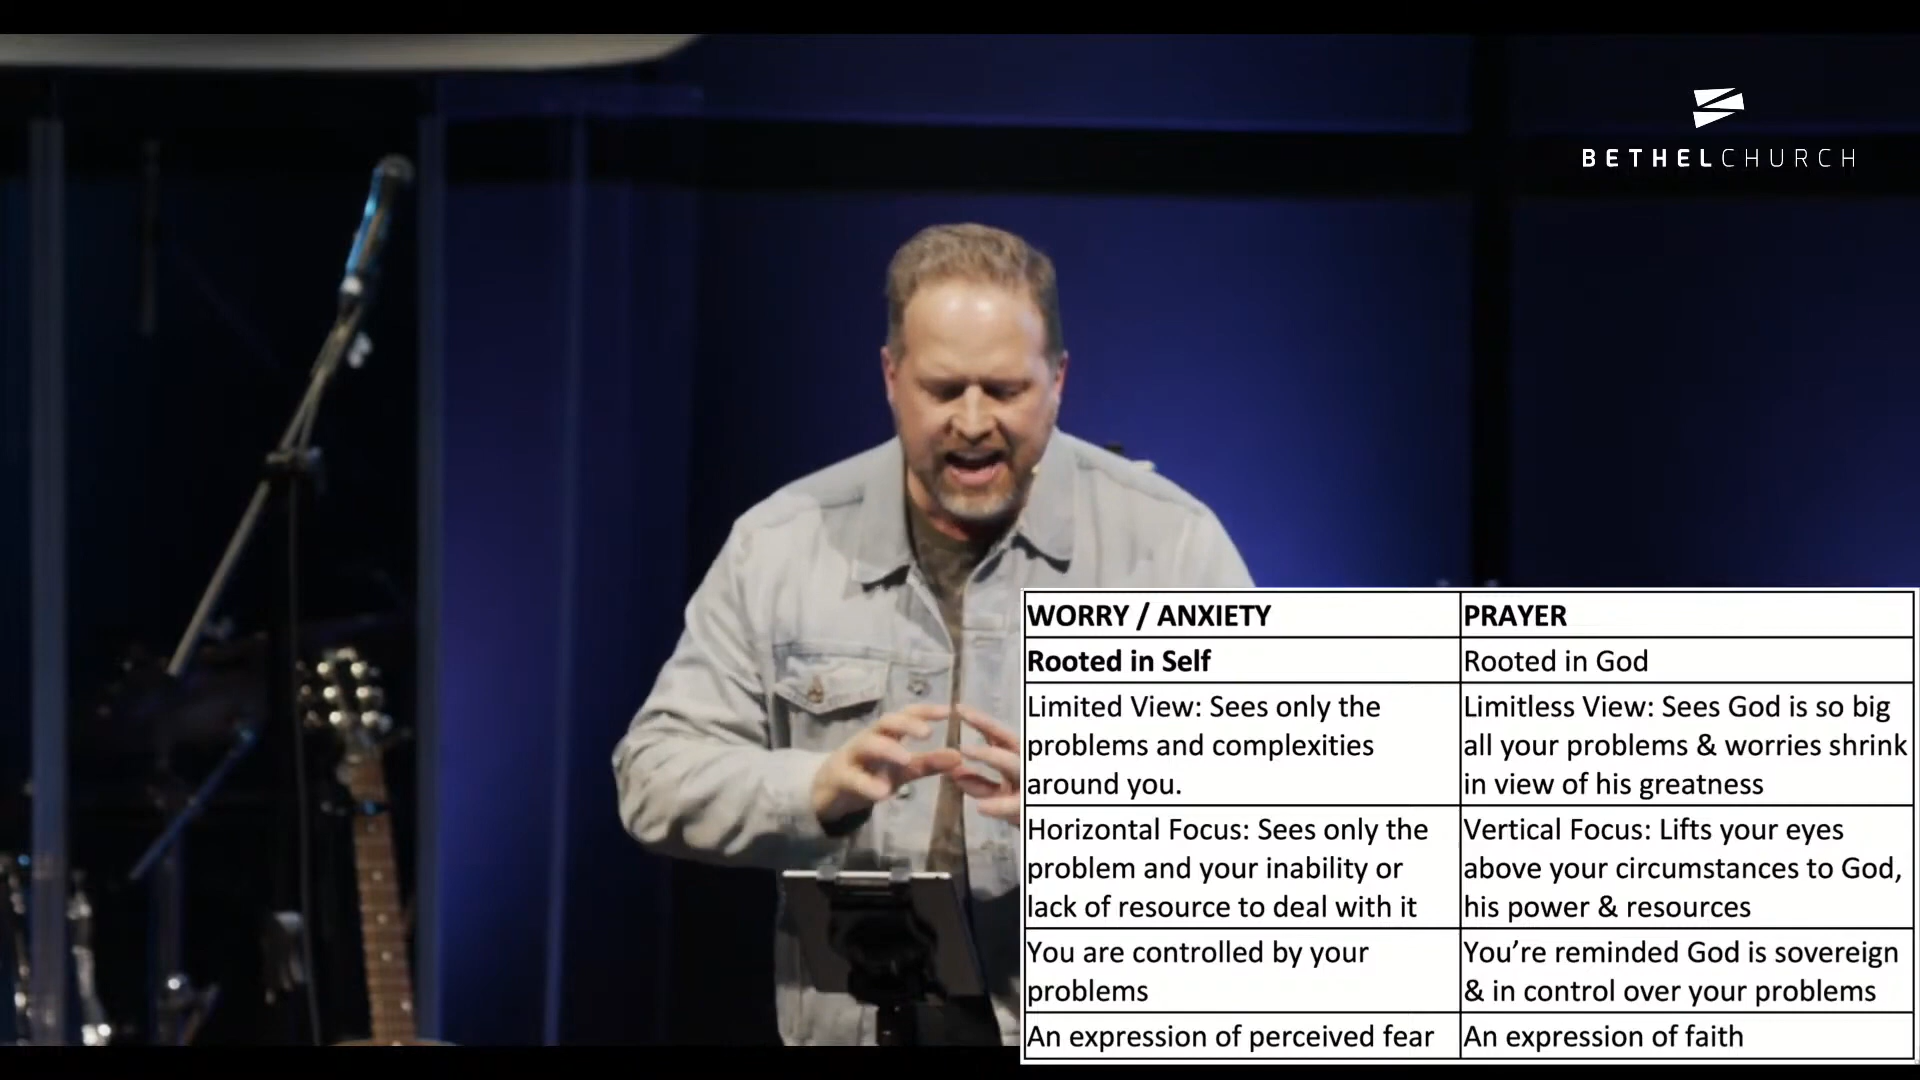 BETHELCHURCH
WORRY / ANXIETY
PRAYER
Rooted in Self
Rooted in God
Limited View: Sees only the
problems and complexities
around you.
Limitless View: Sees God is so big
all your problems & worries shrink
in view of his greatness
Horizontal Focus: Sees only the
problem and your inability or
lack of resource to deal with it
Vertical Focus: Lifts your eyes
above your circumstances to God,
his power & resources
You are controlled by your
problems
You’re reminded God is sovereign
& in control over your problems
An expression of perceived fear
An expression of faith